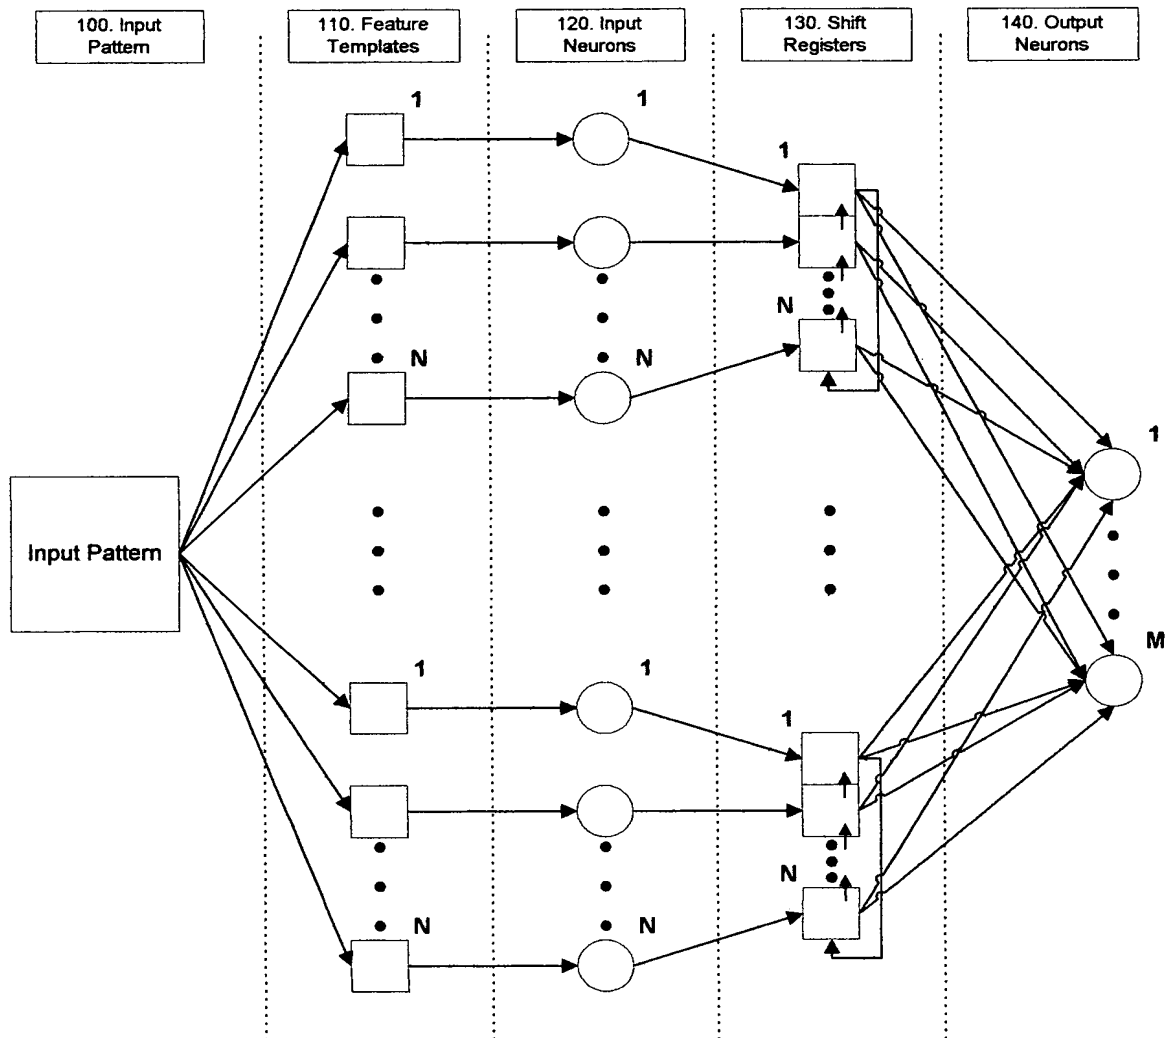 100. Input
Pattern
110. Feature
Templates
120. Input
Neurons
130. Shift
Registers
140. Output
Neurons
1
1
1
N
N
N
1
Input Pattern
M
1
1
1
N
N
N